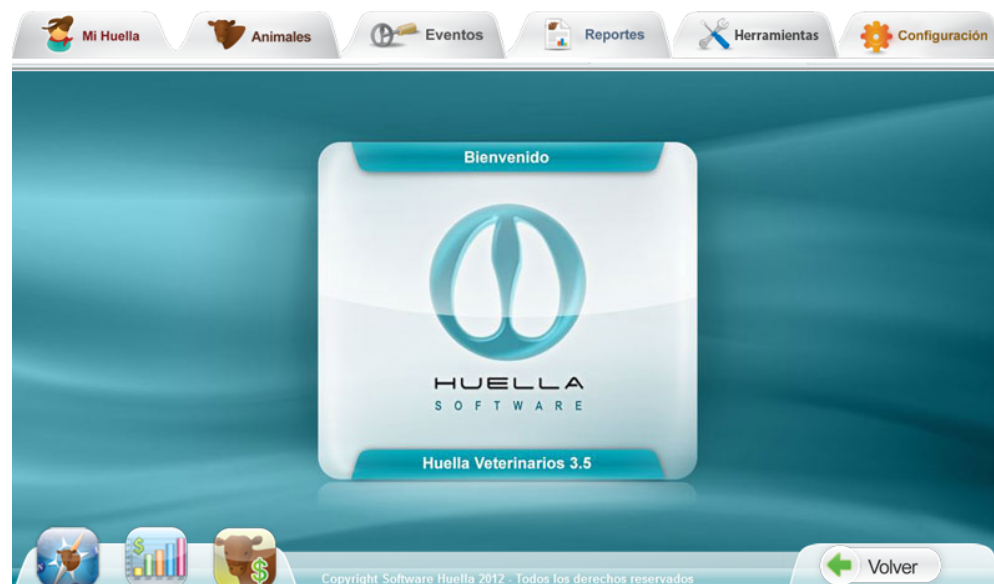 Mi Huella
Animales
Eventos
Reportes
Herramientas
Configuración
Bienvenido
HUELLA
SOFTWARE
Huella Veterinarios 3.5
Copyright Software Huella 2012 - Todos los derechos reservados
Volver